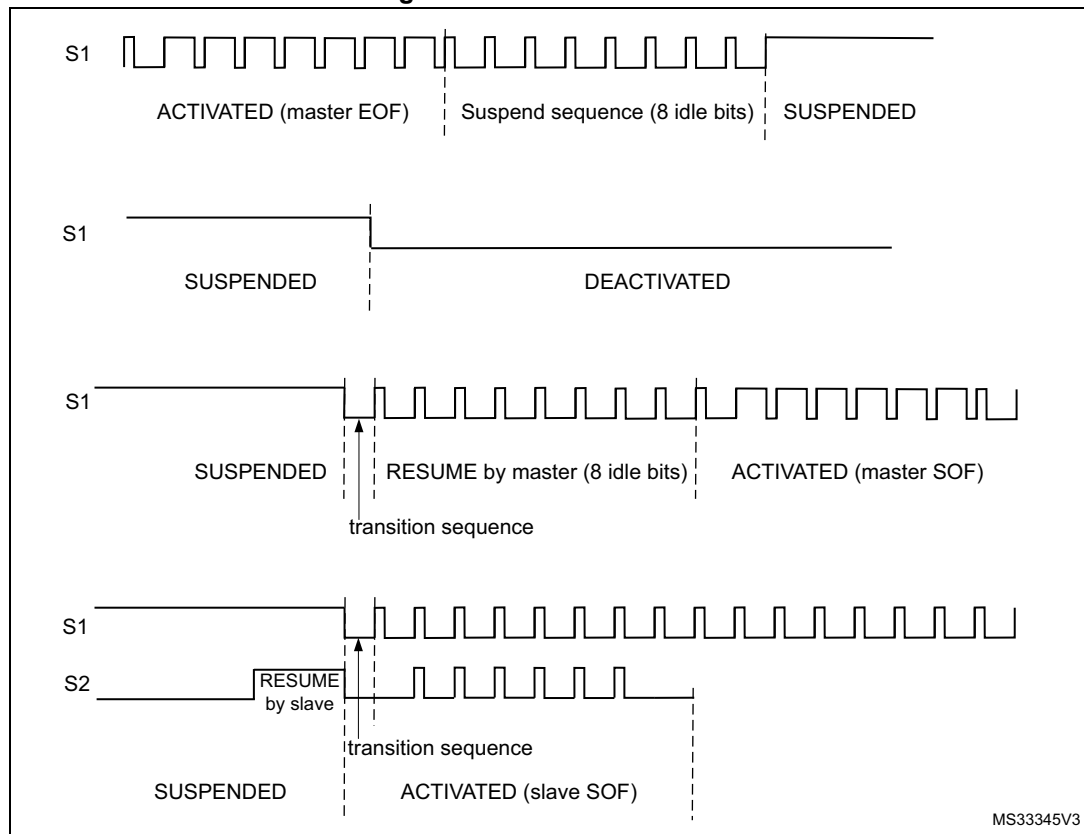 S1
ACTIVATED (master EOF) Suspend sequence (8 idle bits) SUSPENDED
S1
SUSPENDED DEACTIVATED
S1
SUSPENDED RESUME by master (8 idle bits) ACTIVATED (master SOF)
transition sequence
S1
S2 RESUME
by slave
transition sequence
SUSPENDED ACTIVATED (slave SOF)
MS33345V3